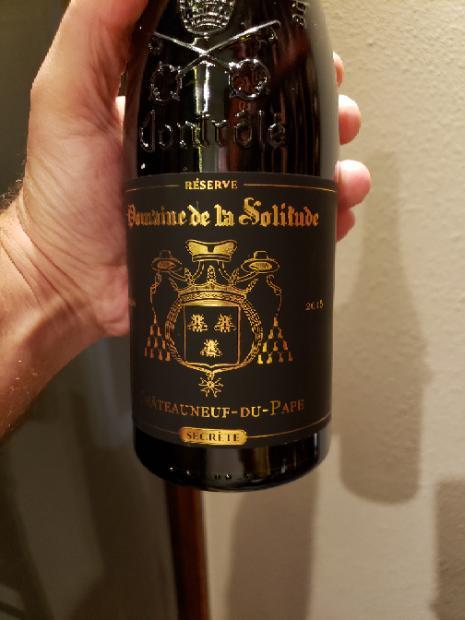 Contrôlé
RÉSERVE
Domaine de la Solitude
2015
CHÂTEAUNEUF-DU-PAPE
SECRÈTE